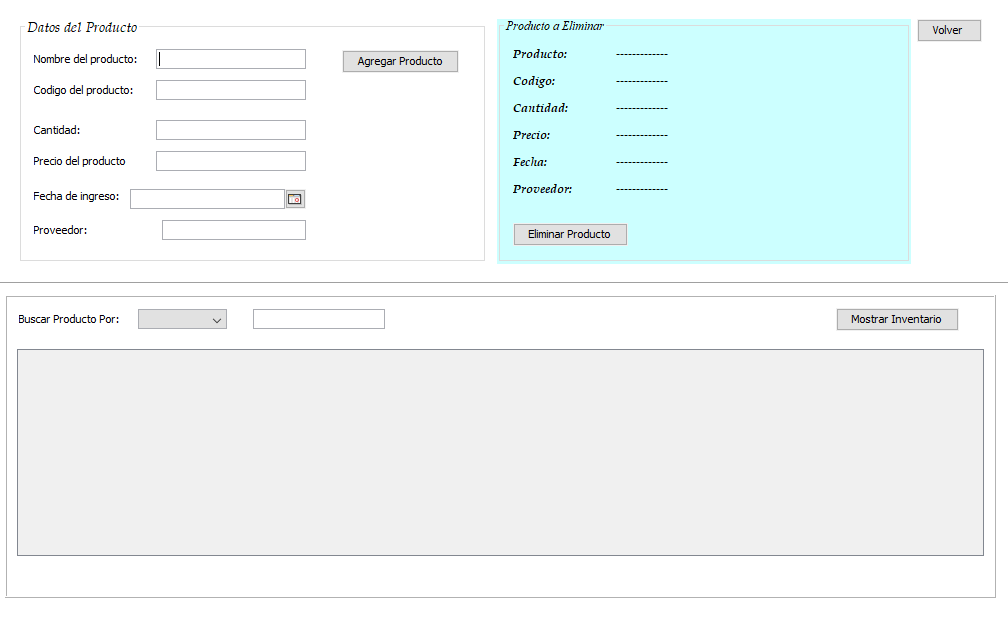 Datos del Producto
Nombre del producto:
Agregar Producto
Codigo del producto:
Cantidad:
Precio del producto
Fecha de ingreso:
Proveedor:
Producto a Eliminar
Producto: -------------
Codigo: -------------
Cantidad: -------------
Precio: -------------
Fecha: -------------
Proveedor: -------------
Eliminar Producto
Volver
Buscar Producto Por:
Mostrar Inventario